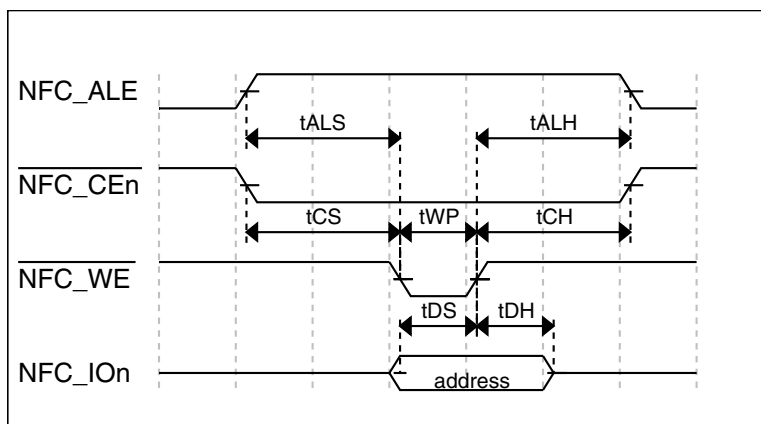 NFC_ALE
tALS tALH
NFC_CEn
tCS tWP tCH
NFC_WE
tDS tDH
NFC_IOn
address